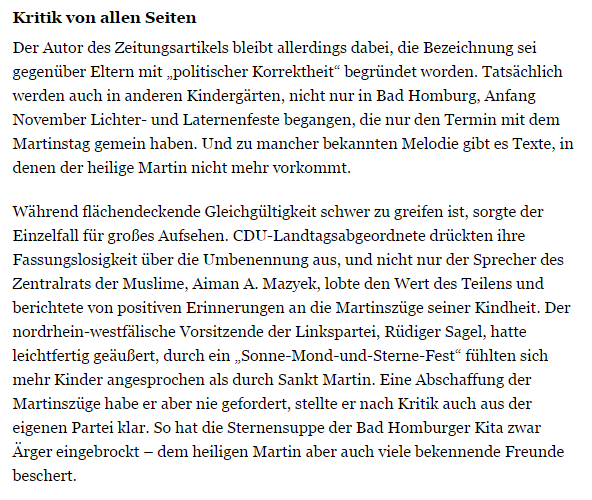 Kritik von allen Seiten
Der Autor des Zeitungsartikels bleibt allerdings dabei, die Bezeichnung sei
gegenüber Eltern mit „politischer Korrektheit“ begründet worden. Tatsächlich
werden auch in anderen Kindergärten, nicht nur in Bad Homburg, Anfang
November Lichter- und Laternenfeste begangen, die nur den Termin mit dem
Martinstag gemein haben. Und zu mancher bekannten Melodie gibt es Texte, in
denen der heilige Martin nicht mehr vorkommt.
Während flächendeckende Gleichgültigkeit schwer zu greifen ist, sorgte der
Einzelfall für großes Aufsehen. CDU-Landtagsabgeordnete drückten ihre
Fassungslosigkeit über die Umbenennung aus, und nicht nur der Sprecher des
Zentralrats der Muslime, Aiman A. Mazyek, lobte den Wert des Teilens und
berichtete von positiven Erinnerungen an die Martinszüge seiner Kindheit. Der
nordrhein-westfälische Vorsitzende der Linkspartei, Rüdiger Sagel, hatte
leichtfertig geäußert, durch ein „Sonne-Mond-und-Sterne-Fest“ fühlten sich
mehr Kinder angesprochen als durch Sankt Martin. Eine Abschaffung der
Martinszüge habe er aber nie gefordert, stellte er nach Kritik auch aus der
eigenen Partei klar. So hat die Sternensuppe der Bad Homburger Kita zwar
Ärger eingebrockt – dem heiligen Martin aber auch viele bekennende Freunde
beschert.